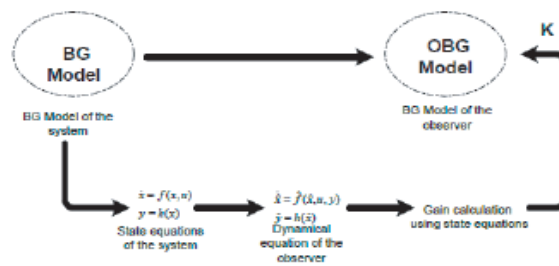 BG
Model
OBG
Model
K
BG Model of the
system
BG Model of the
observer
ẋ = f(x, u)
y = h(x)
State equations
of the system
x̂̇ = f̂(x̂, u, y)
ŷ = h(x̂)
Dynamical
equation of the
observer
Gain calculation
using state equations